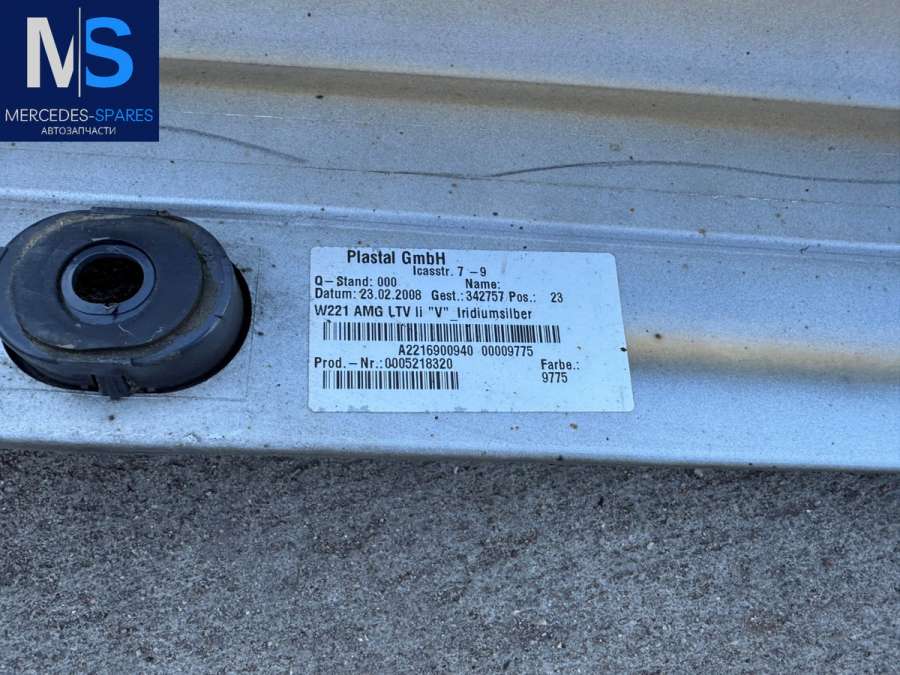 MS
MERCEDES-SPARES
АВТОЗАПЧАСТИ
Plastal GmbH
Icasstr. 7-9
Q-Stand: 000 Name:
Datum: 23.02.2008 Gest.: 342757 Pos.: 23
W221 AMG LTV li "V"_Iridiumsilber
A2216900940 00009775
Prod.-Nr.:0005218320 Farbe.:
9775